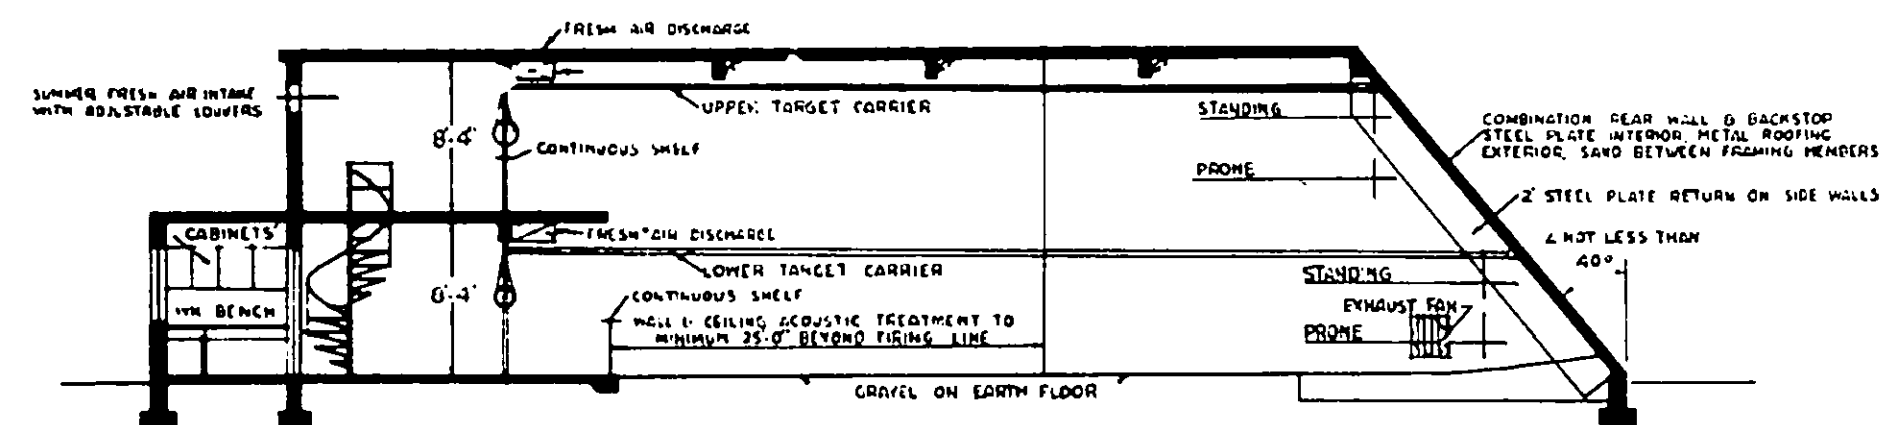 FRESH AIR DISCHARGE
SUMMER FRESH AIR INTAKE
WITH ADJUSTABLE LOUVERS
UPPER TARGET CARRIER
STANDING
COMBINATION REAR WALL & BACKSTOP
STEEL PLATE INTERIOR, METAL ROOFING
EXTERIOR, SAND BETWEEN FRAMING MEMBERS
8'-4"
CONTINUOUS SHELF
PRONE
2' STEEL PLATE RETURN ON SIDE WALLS
CABINETS
FRESH AIR DISCHARGE
∠ NOT LESS THAN
40°
LOWER TARGET CARRIER
STANDING
8'-4"
CONTINUOUS SHELF
BENCH
EXHAUST FAN
WALL & CEILING ACOUSTIC TREATMENT TO
MINIMUM 25'-0" BEYOND FIRING LINE
PRONE
GRAVEL ON EARTH FLOOR